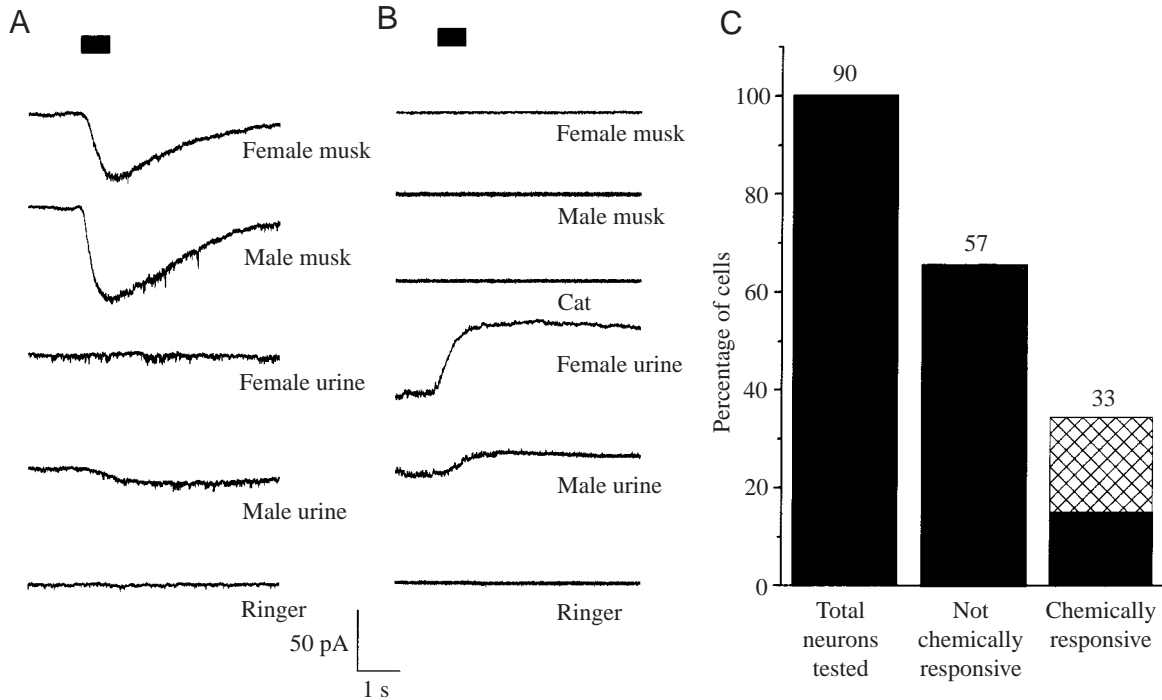 A
Female musk
Male musk
Female urine
Male urine
Ringer
50 pA
1 s
B
Female musk
Male musk
Cat
Female urine
Male urine
Ringer
C
Percentage of cells
100
80
60
40
20
0
90
57
33
Total
neurons
tested
Not
chemically
responsive
Chemically
responsive